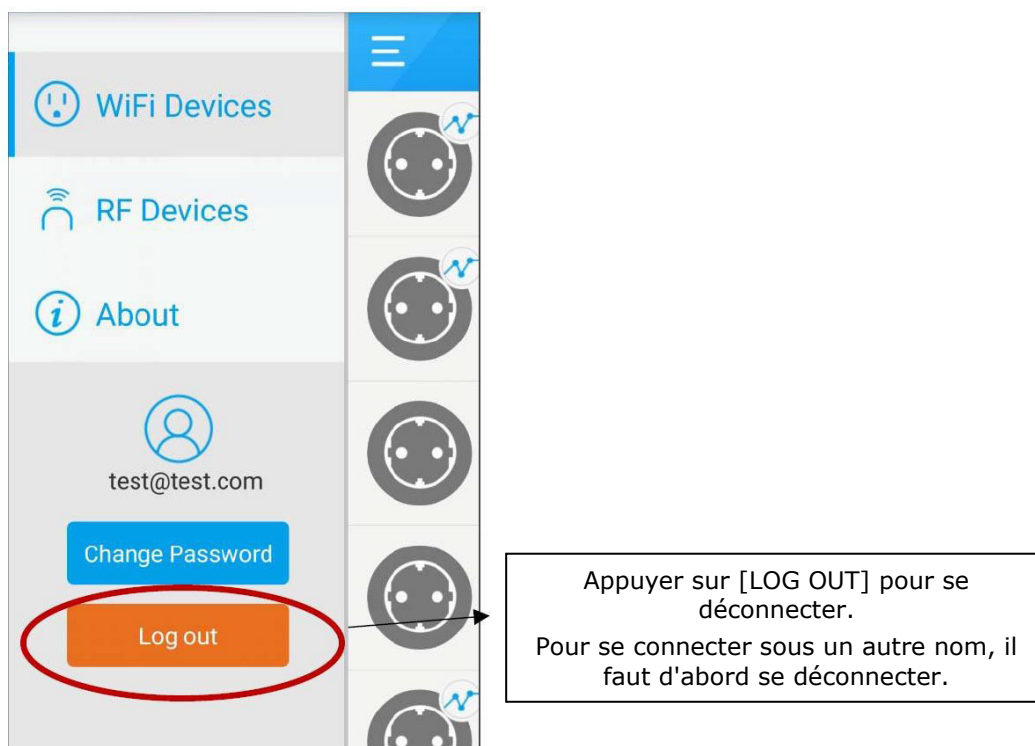 WiFi Devices
RF Devices
About
test@test.com
Change Password
Log out
Appuyer sur [LOG OUT] pour se
déconnecter.
Pour se connecter sous un autre nom, il
faut d'abord se déconnecter.